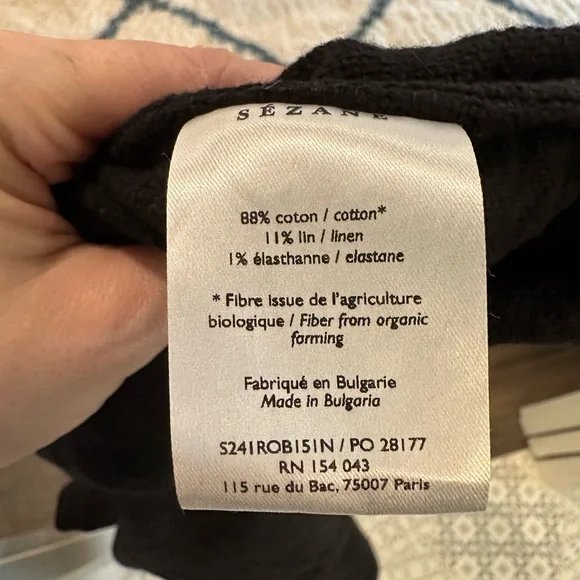 SÉZANE
88% coton / cotton*
11% lin / linen
1% élasthanne / elastane
* Fibre issue de l'agriculture
biologique / Fiber from organic
farming
Fabriqué en Bulgarie
Made in Bulgaria
S241ROB151N / PO 28177
RN 154 043
115 rue du Bac, 75007 Paris